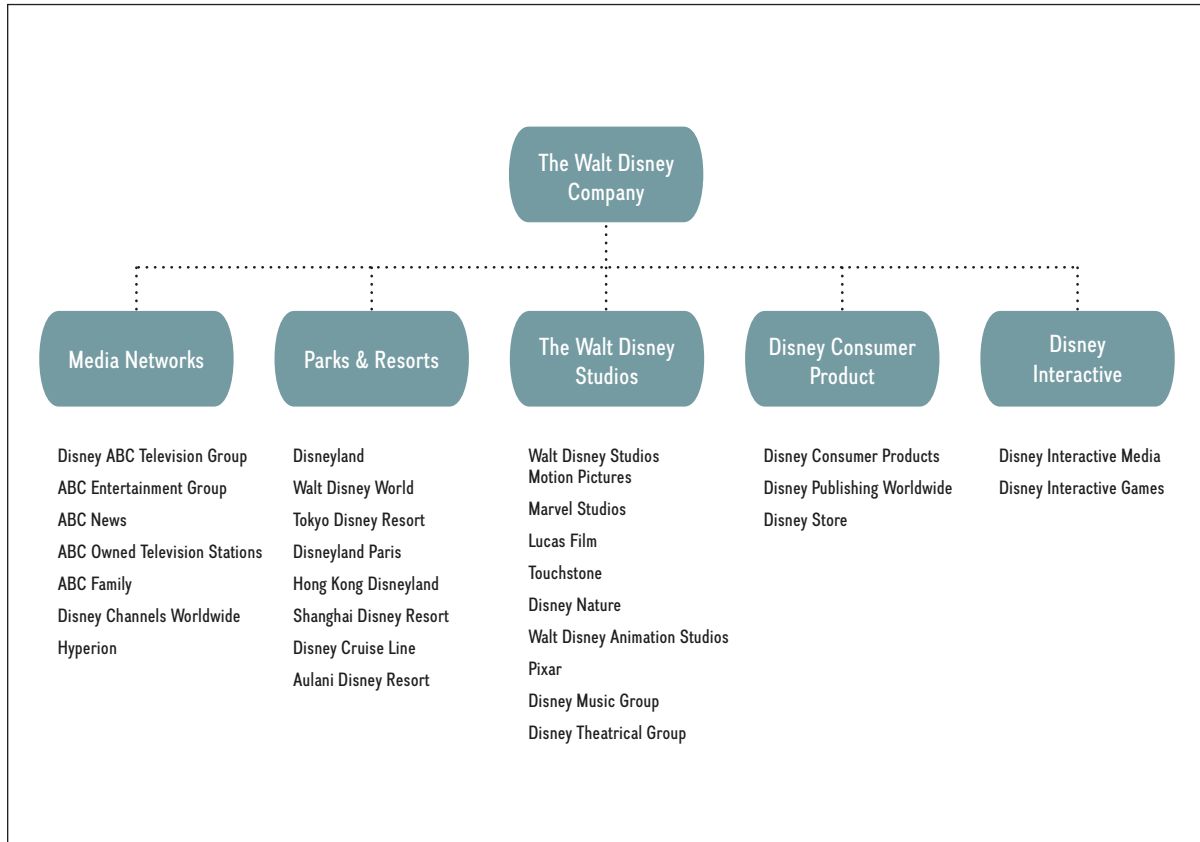 The Walt Disney
Company
Media Networks
Parks & Resorts
The Walt Disney
Studios
Disney Consumer
Product
Disney
Interactive
Disney ABC Television Group
ABC Entertainment Group
ABC News
ABC Owned Television Stations
ABC Family
Disney Channels Worldwide
Hyperion
Disneyland
Walt Disney World
Tokyo Disney Resort
Disneyland Paris
Hong Kong Disneyland
Shanghai Disney Resort
Disney Cruise Line
Aulani Disney Resort
Walt Disney Studios
Motion Pictures
Marvel Studios
Lucas Film
Touchstone
Disney Nature
Walt Disney Animation Studios
Pixar
Disney Music Group
Disney Theatrical Group
Disney Consumer Products
Disney Publishing Worldwide
Disney Store
Disney Interactive Media
Disney Interactive Games